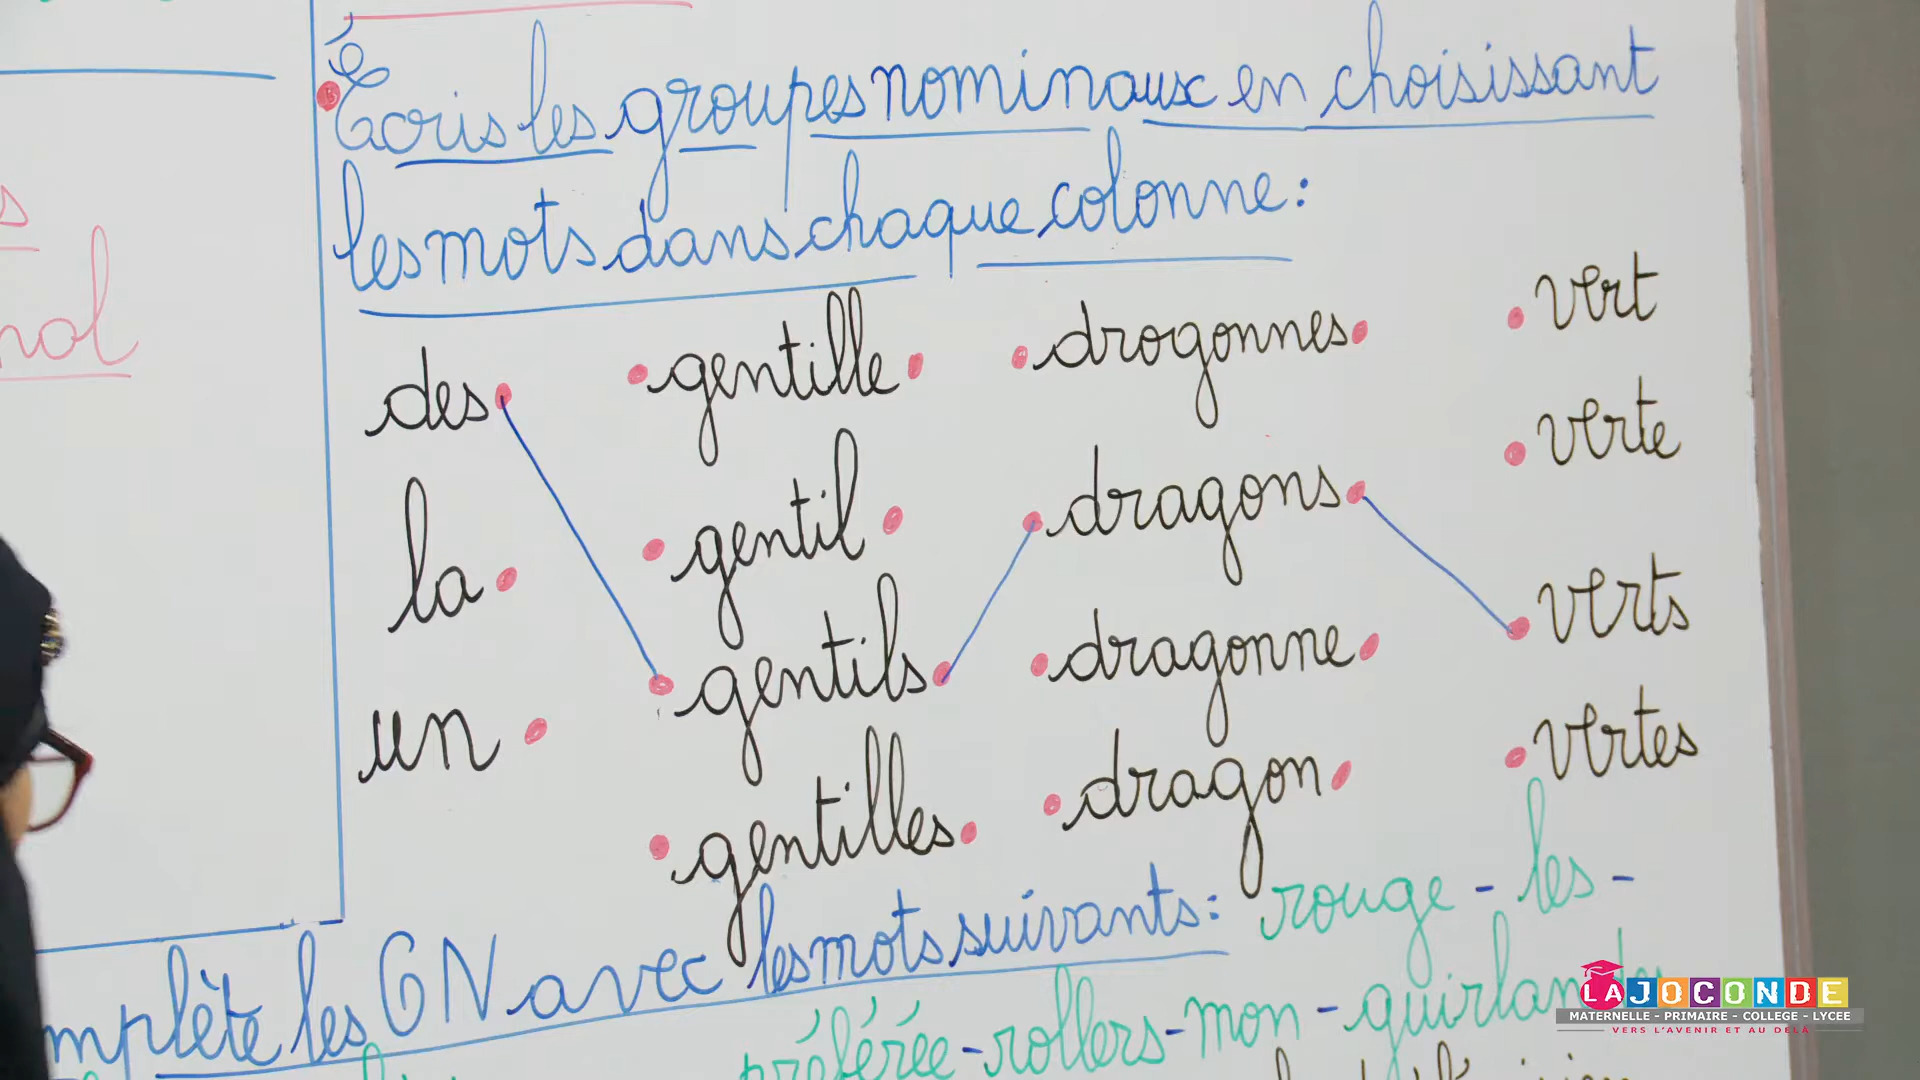 Écris les groupes nominaux en choisissant
les mots dans chaque colonne :
des gentille drogonnes vert
la gentil dragons verte
un gentils dragonne verts
gentilles dragon vertes
mplète les GN avec les mots suivants : rouge - les -
préférée - rollers - mon - guirlan
LAJOCONDE
MATERNELLE - PRIMAIRE - COLLEGE - LYCEE
VERS L'AVENIR ET AU DELÀ